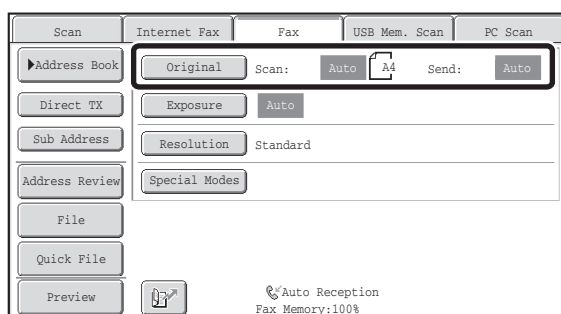 Scan Internet Fax Fax USB Mem. Scan PC Scan
Address Book Original Scan: Auto A4 Send: Auto
Direct TX Exposure Auto
Sub Address Resolution Standard
Address Review Special Modes
File
Quick File
Preview Auto Reception
Fax Memory:100%